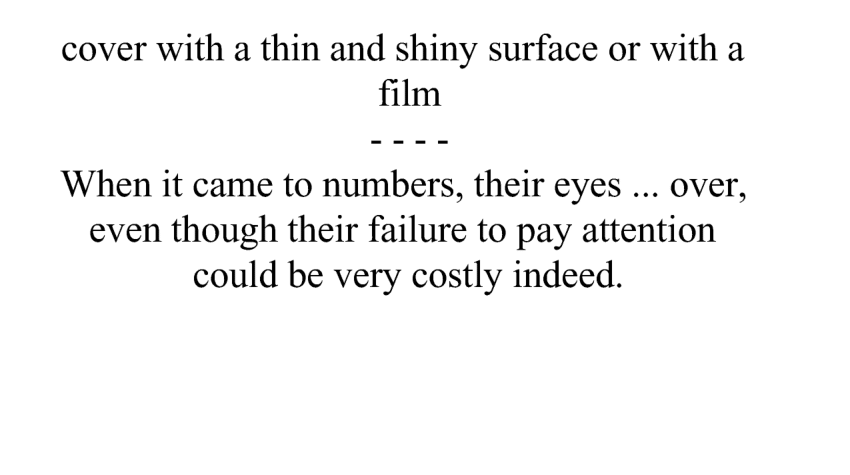 cover with a thin and shiny surface or with a
film
- - - -
When it came to numbers, their eyes ... over,
even though their failure to pay attention
could be very costly indeed.